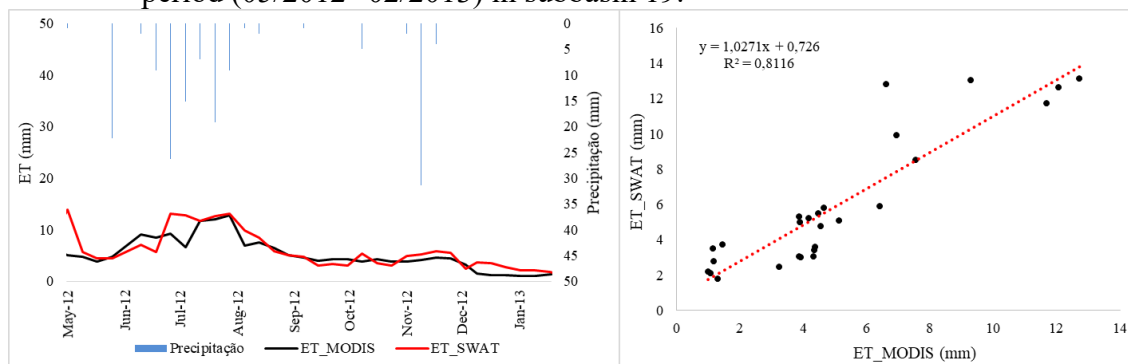 period (05/2012 - 02/2013) in subbasin 19.
50
40
30
20
10
0
ET (mm)
0
5
10
15
20
25
30
35
40
45
50
Precipitação (mm)
May-12
Jun-12
Jul-12
Aug-12
Sep-12
Oct-12
Nov-12
Dec-12
Jan-13
Precipitação ET_MODIS ET_SWAT
y = 1,0271x + 0,726
R² = 0,8116
16
14
12
10
8
6
4
2
0
ET_SWAT (mm)
0 2 4 6 8 10 12 14
ET_MODIS (mm)